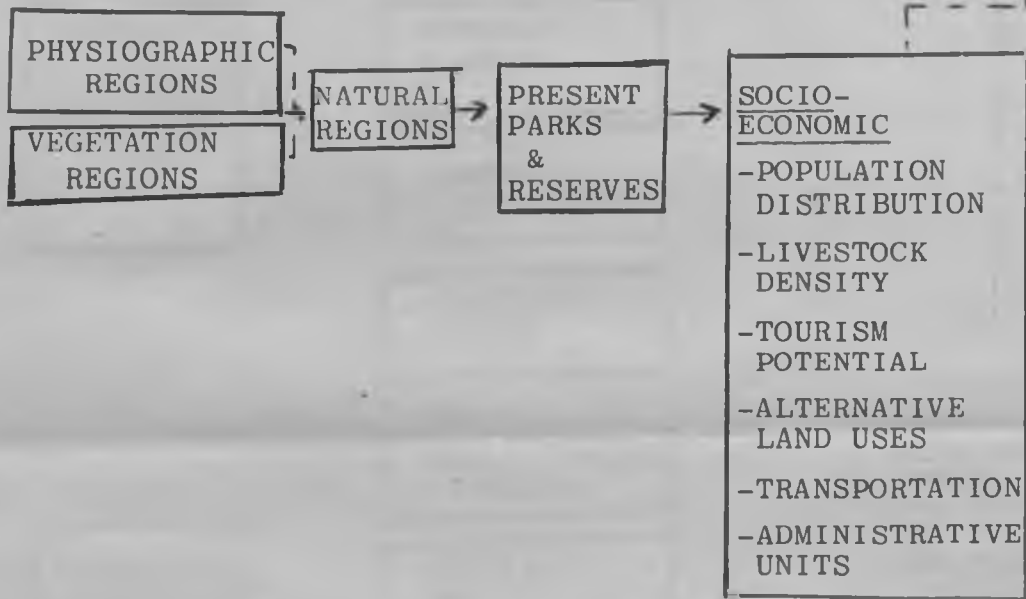 PHYSIOGRAPHIC
REGIONS
VEGETATION
REGIONS
NATURAL
REGIONS
PRESENT
PARKS
&
RESERVES
SOCIO-
ECONOMIC
-POPULATION
DISTRIBUTION
-LIVESTOCK
DENSITY
-TOURISM
POTENTIAL
-ALTERNATIVE
LAND USES
-TRANSPORTATION
-ADMINISTRATIVE
UNITS